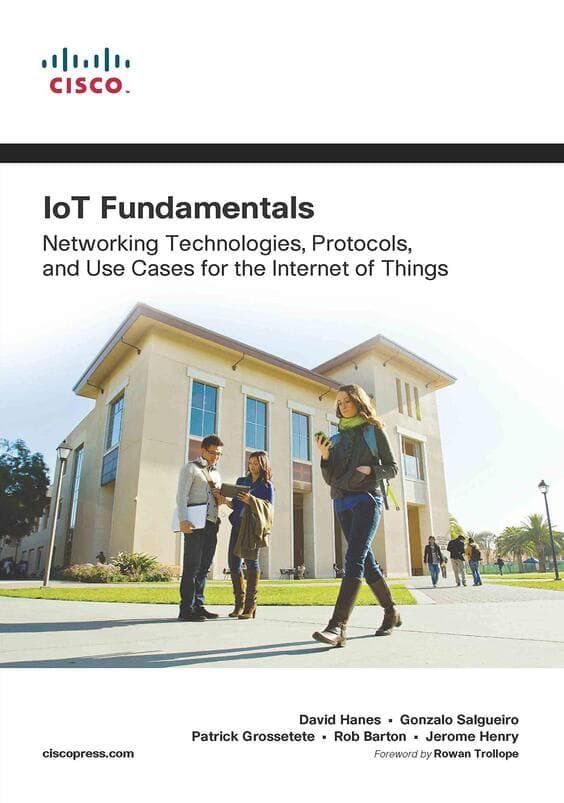 CISCO
IoT Fundamentals
Networking Technologies, Protocols,
and Use Cases for the Internet of Things
David Hanes ▪ Gonzalo Salgueiro
Patrick Grossetete ▪ Rob Barton ▪ Jerome Henry
ciscopress.com
Foreword by Rowan Trollope